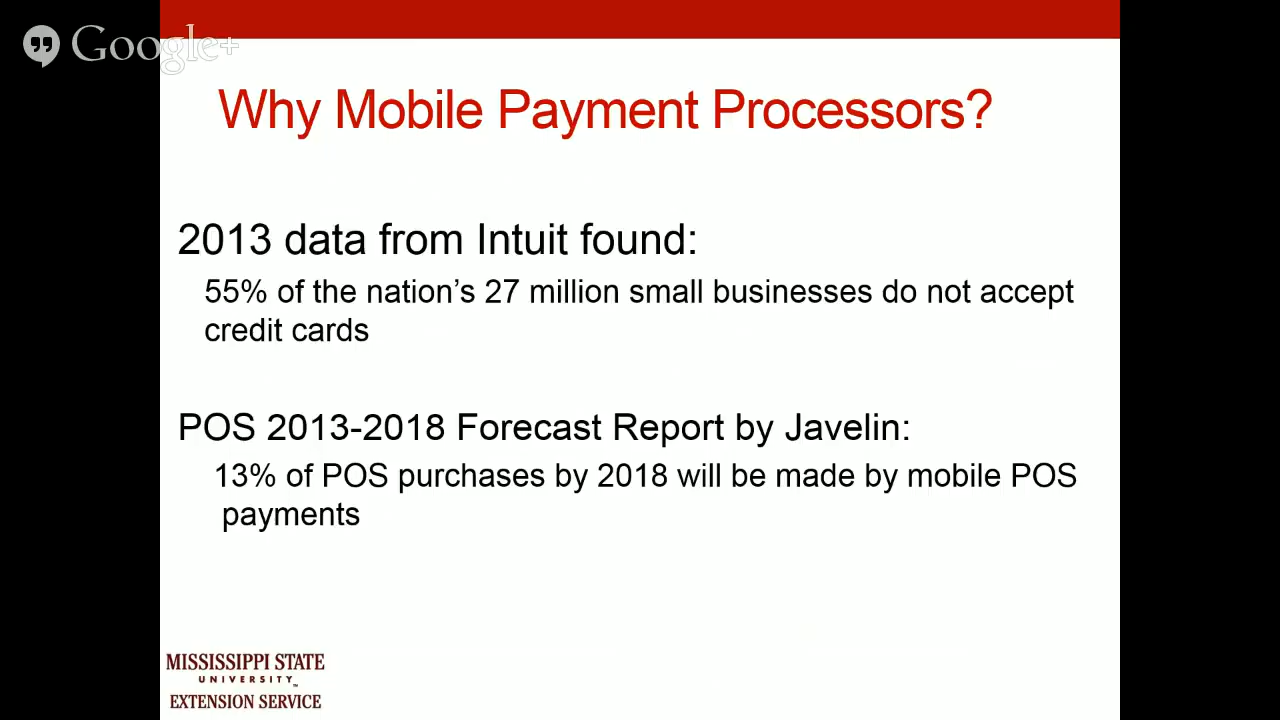 Google+
Why Mobile Payment Processors?
2013 data from Intuit found:
55% of the nation’s 27 million small businesses do not accept
credit cards
POS 2013-2018 Forecast Report by Javelin:
13% of POS purchases by 2018 will be made by mobile POS
payments
MISSISSIPPI STATE
UNIVERSITY™
EXTENSION SERVICE